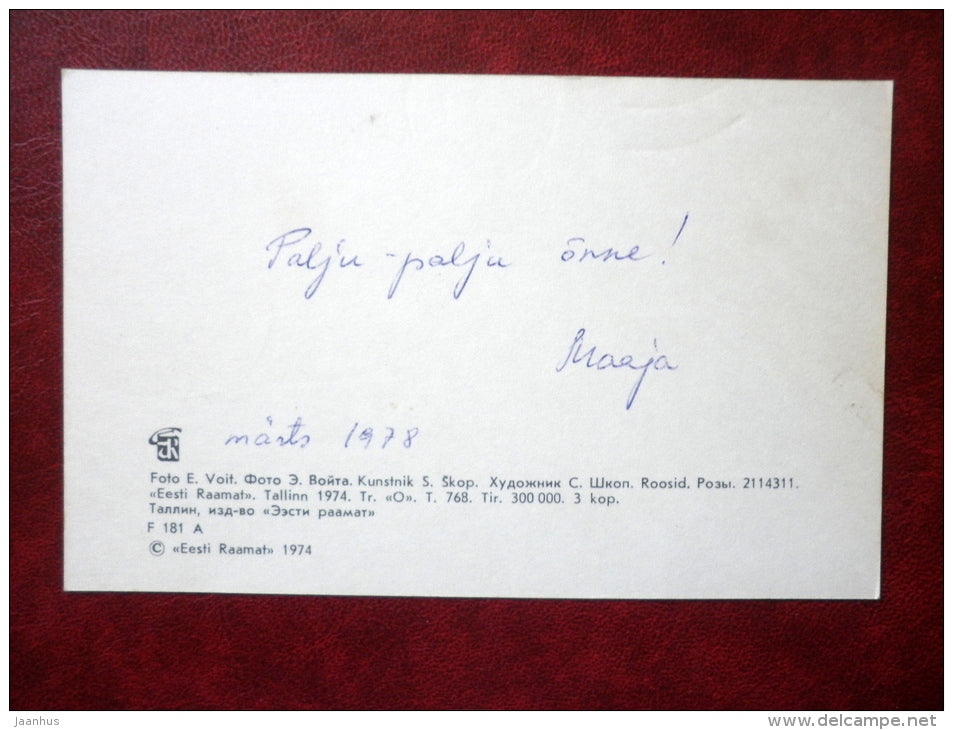 Palju-palju õnne!
Maaja
märts 1978
Foto E. Voit. Фото Э. Войта. Kunstnik S. Škop. Художник С. Шкоп. Roosid. Розы. 2114311.
«Eesti Raamat». Tallinn 1974. Tr. «O». T. 768. Tir. 300 000. 3 kop.
Таллин, изд-во «Ээсти раамат»
F 181 A
© «Eesti Raamat» 1974
jaanhus
delcampe.net